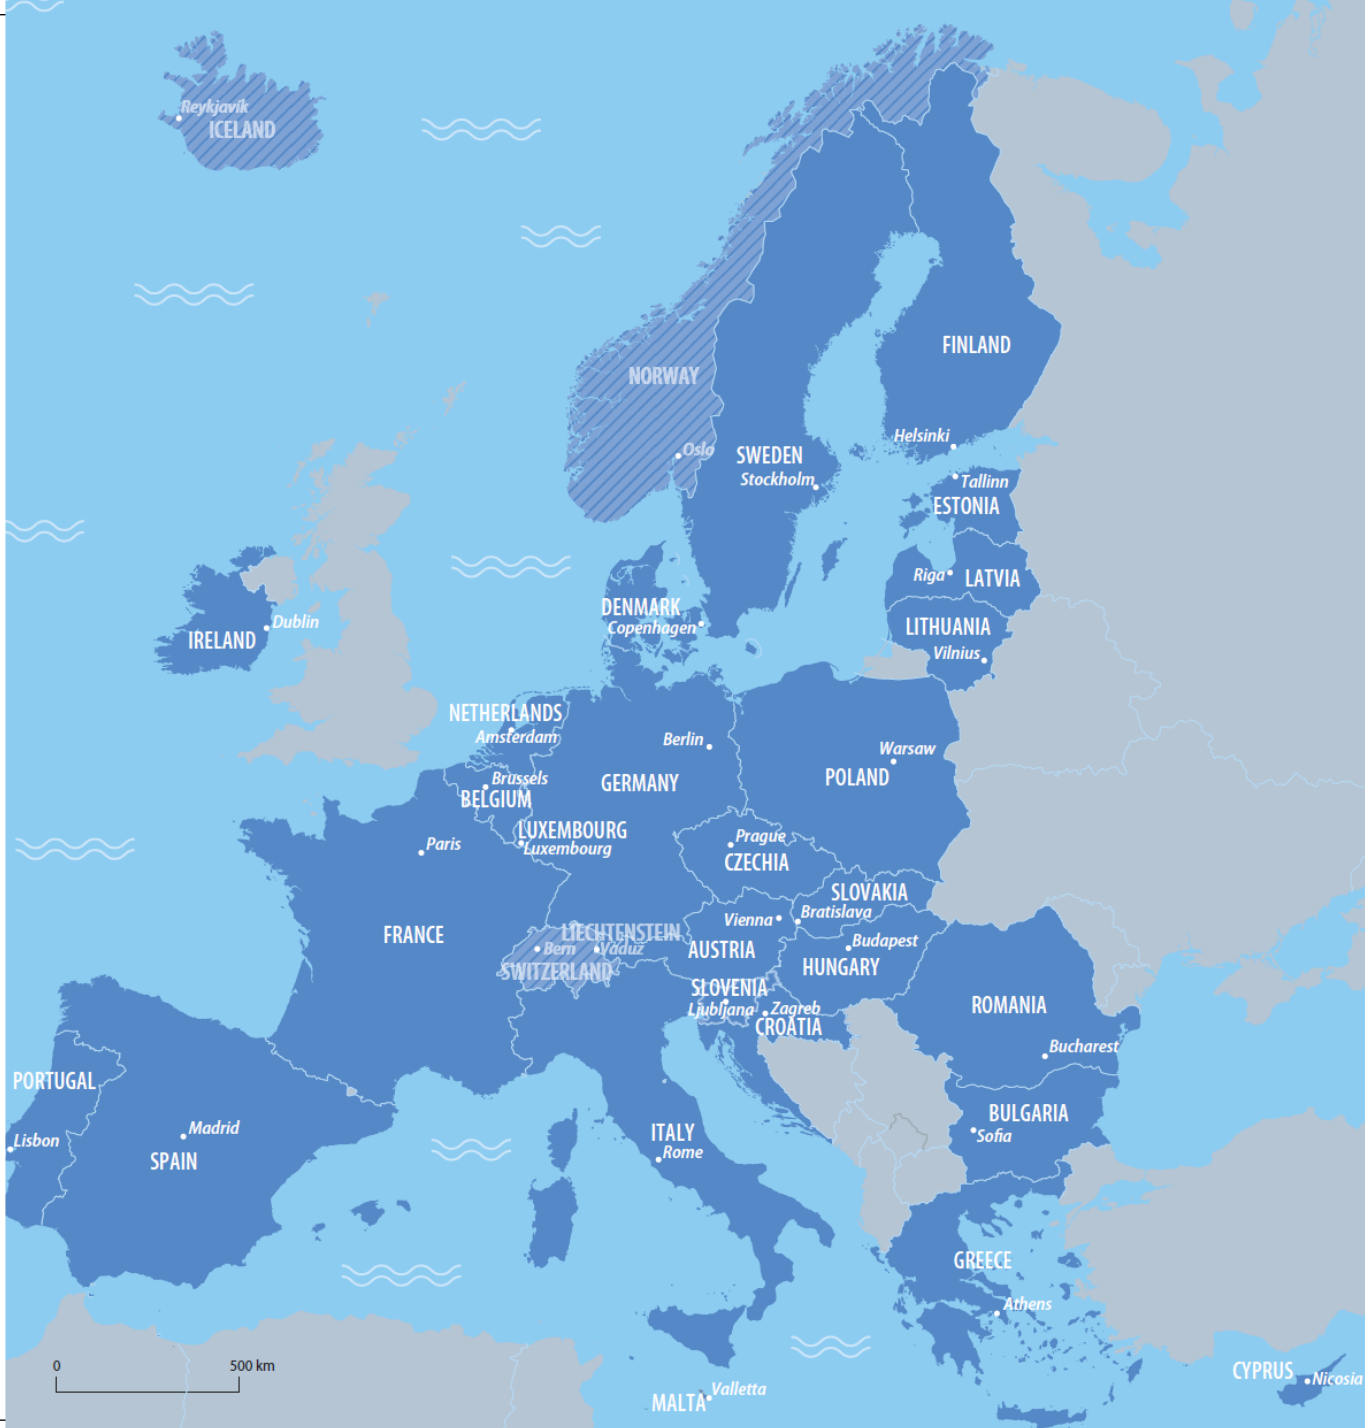 Reykjavík
ICELAND
FINLAND
NORWAY
Helsinki
Oslo
SWEDEN
Stockholm
Tallinn
ESTONIA
Riga
LATVIA
DENMARK
Copenhagen
Dublin
IRELAND
LITHUANIA
Vilnius
NETHERLANDS
Amsterdam
Berlin
Warsaw
POLAND
Brussels
BELGIUM
GERMANY
LUXEMBOURG
Luxembourg
Paris
Prague
CZECHIA
SLOVAKIA
Bratislava
Vienna
FRANCE
LIECHTENSTEIN
Bern
Vaduz
SWITZERLAND
AUSTRIA
Budapest
HUNGARY
SLOVENIA
Ljubljana
Zagreb
CROATIA
ROMANIA
Bucharest
PORTUGAL
Lisbon
Madrid
SPAIN
ITALY
Rome
BULGARIA
Sofia
GREECE
Athens
0 500 km
MALTA
Valletta
CYPRUS
Nicosia